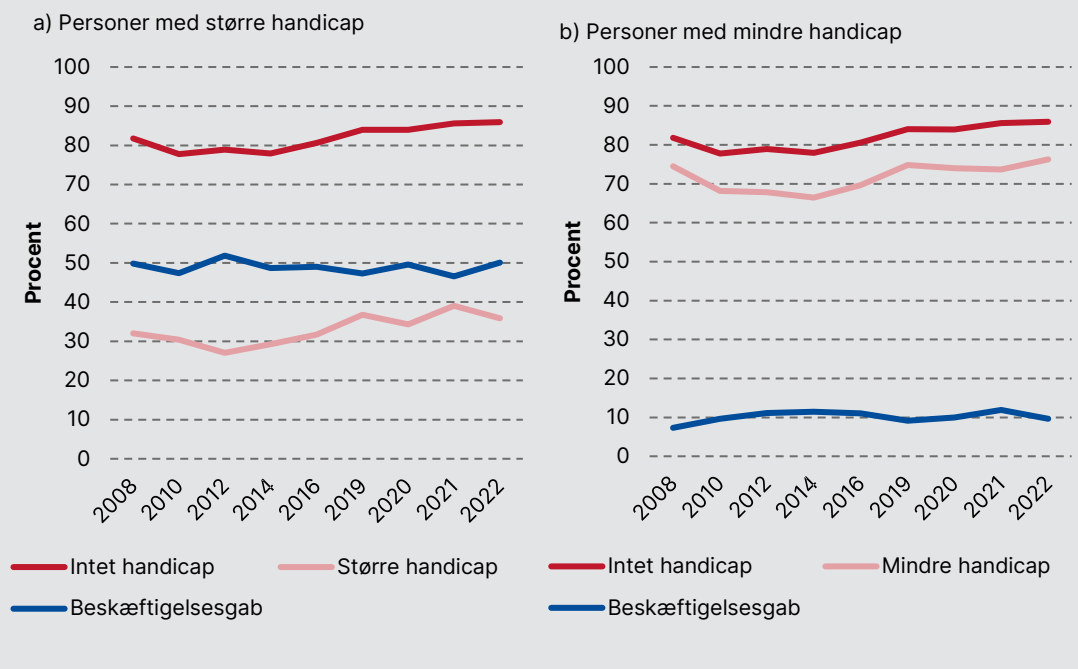 a) Personer med større handicap
100
90
80
70
60
50
40
30
20
10
0
Procent
2008 2010 2012 2014 2016 2019 2020 2021 2022
Intet handicap Større handicap
Beskæftigelsesgab
b) Personer med mindre handicap
100
90
80
70
60
50
40
30
20
10
0
Procent
2008 2010 2012 2014 2016 2019 2020 2021 2022
Intet handicap Mindre handicap
Beskæftigelsesgab